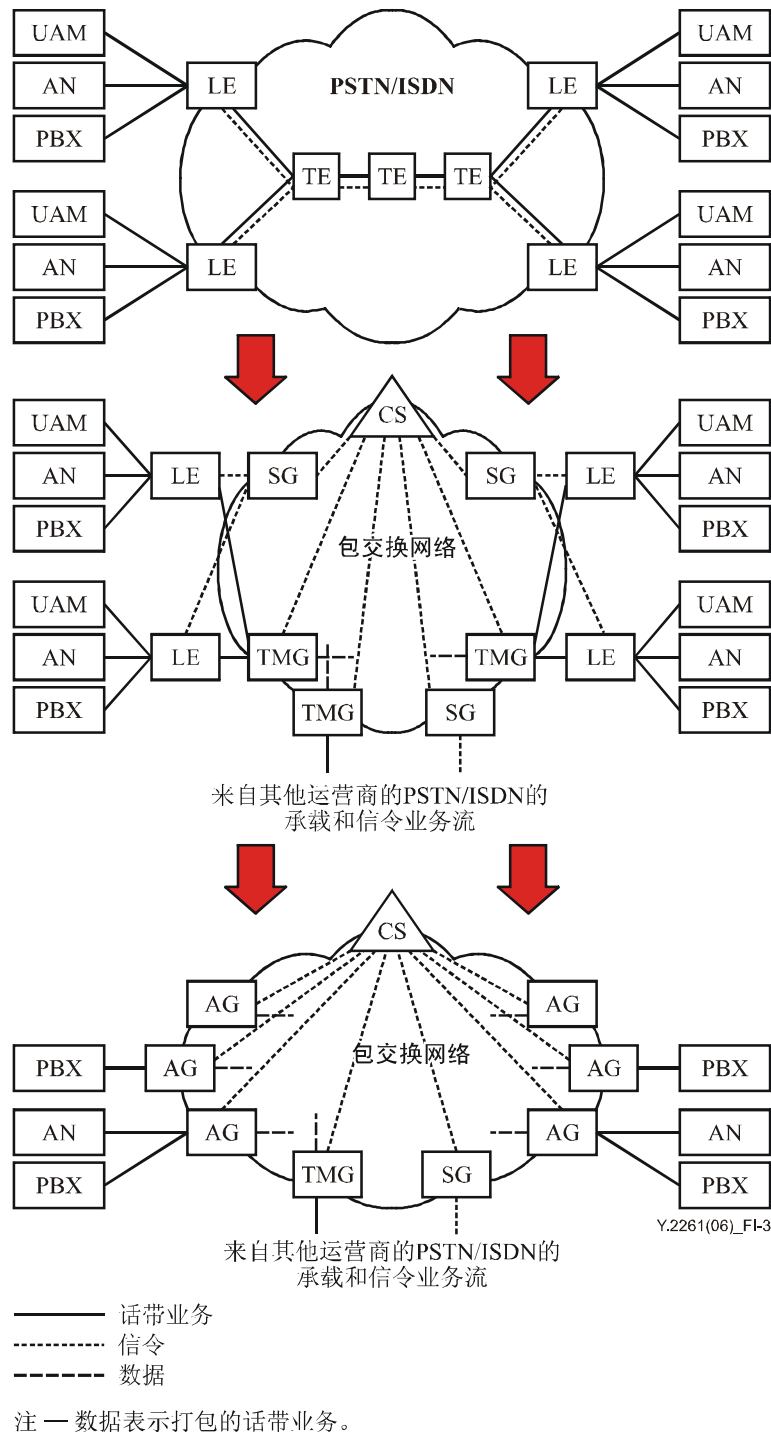 UAM
UAM
LE
PSTN/ISDN
LE
AN
AN
PBX
PBX
TE
TE
TE
UAM
UAM
LE
LE
AN
AN
PBX
PBX
CS
UAM
UAM
LE
SG
SG
LE
AN
AN
PBX
PBX
包交换网络
UAM
UAM
LE
TMG
TMG
LE
AN
AN
PBX
PBX
TMG
SG
来自其他运营商的PSTN/ISDN的
承载和信令业务流
CS
AG
AG
包交换网络
PBX
AG
AG
PBX
AN
AG
AG
AN
PBX
TMG
SG
PBX
Y.2261(06)_FI-3
来自其他运营商的PSTN/ISDN的
承载和信令业务流
话带业务
信令
数据
注 — 数据表示打包的话带业务。